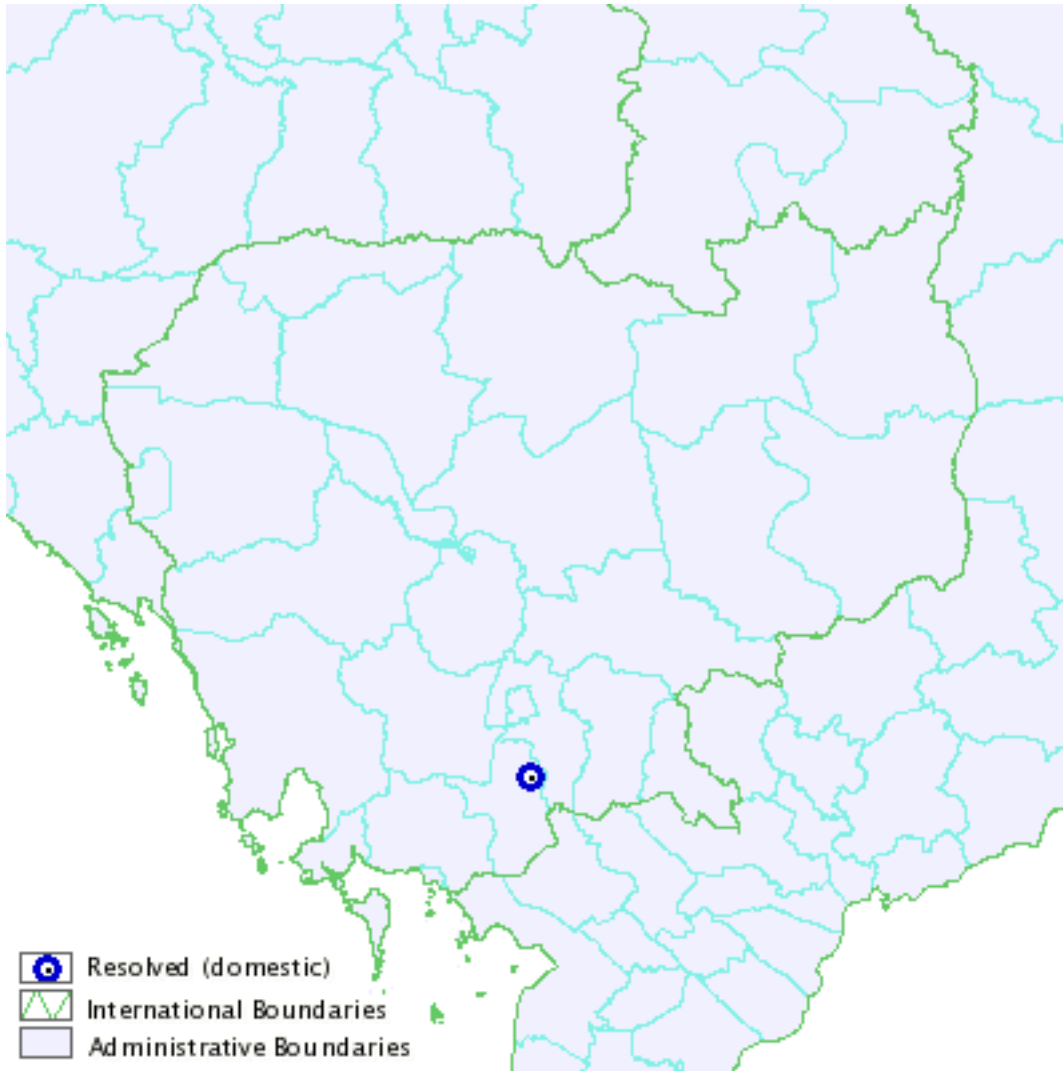 Resolved (domestic)
International Boundaries
Administrative Boundaries